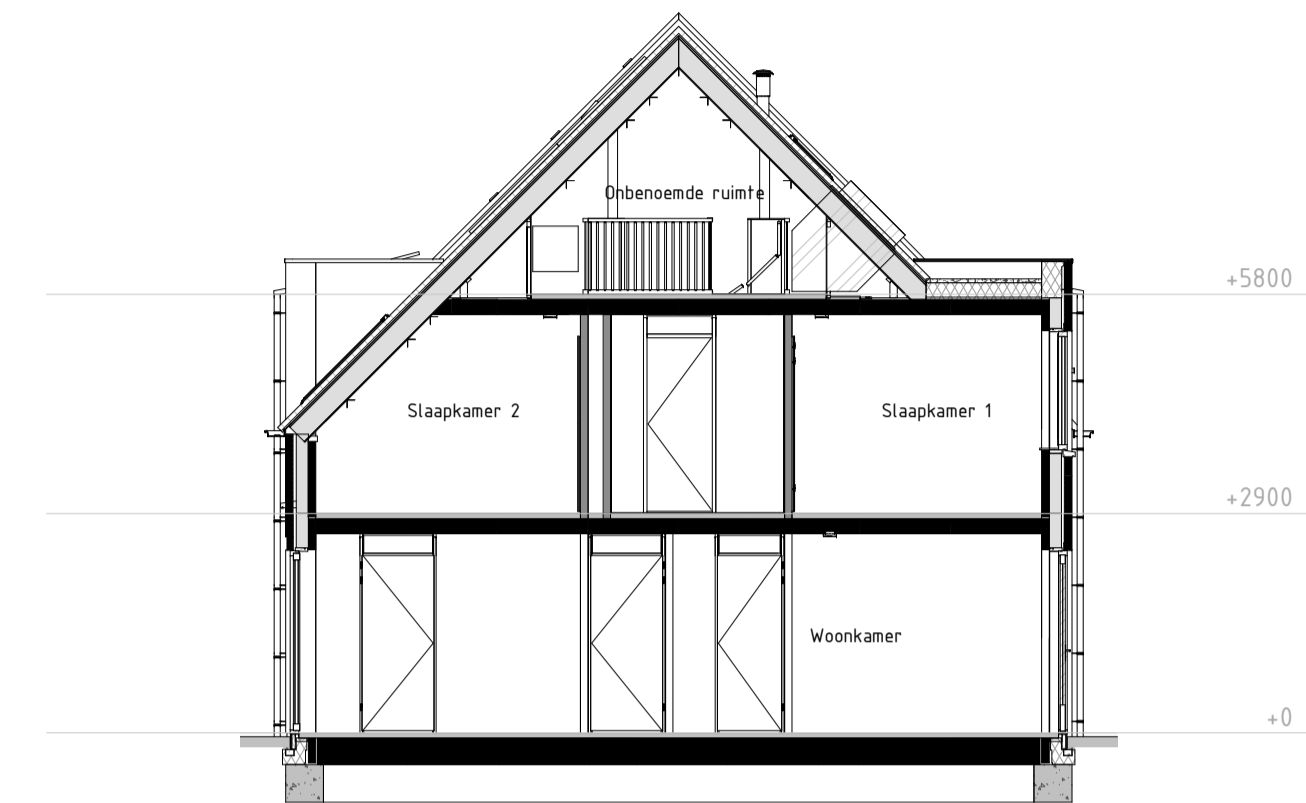 Onbenoemde ruimte
+5800
Slaapkamer 2
Slaapkamer 1
+2900
Woonkamer
+0